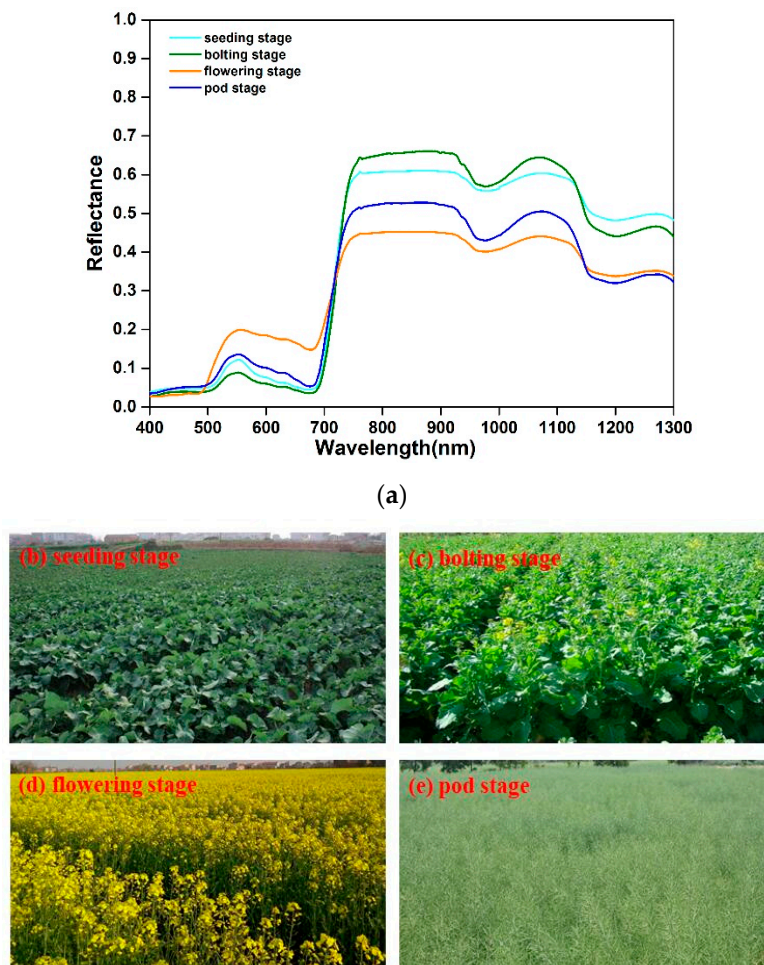 1.0
0.9
0.8
0.7
0.6
0.5
0.4
0.3
0.2
0.1
0.0
Reflectance
seeding stage
bolting stage
flowering stage
pod stage
400 500 600 700 800 900 1000 1100 1200 1300
Wavelength(nm)
(a)
(b) seeding stage
(c) bolting stage
(d) flowering stage
(e) pod stage